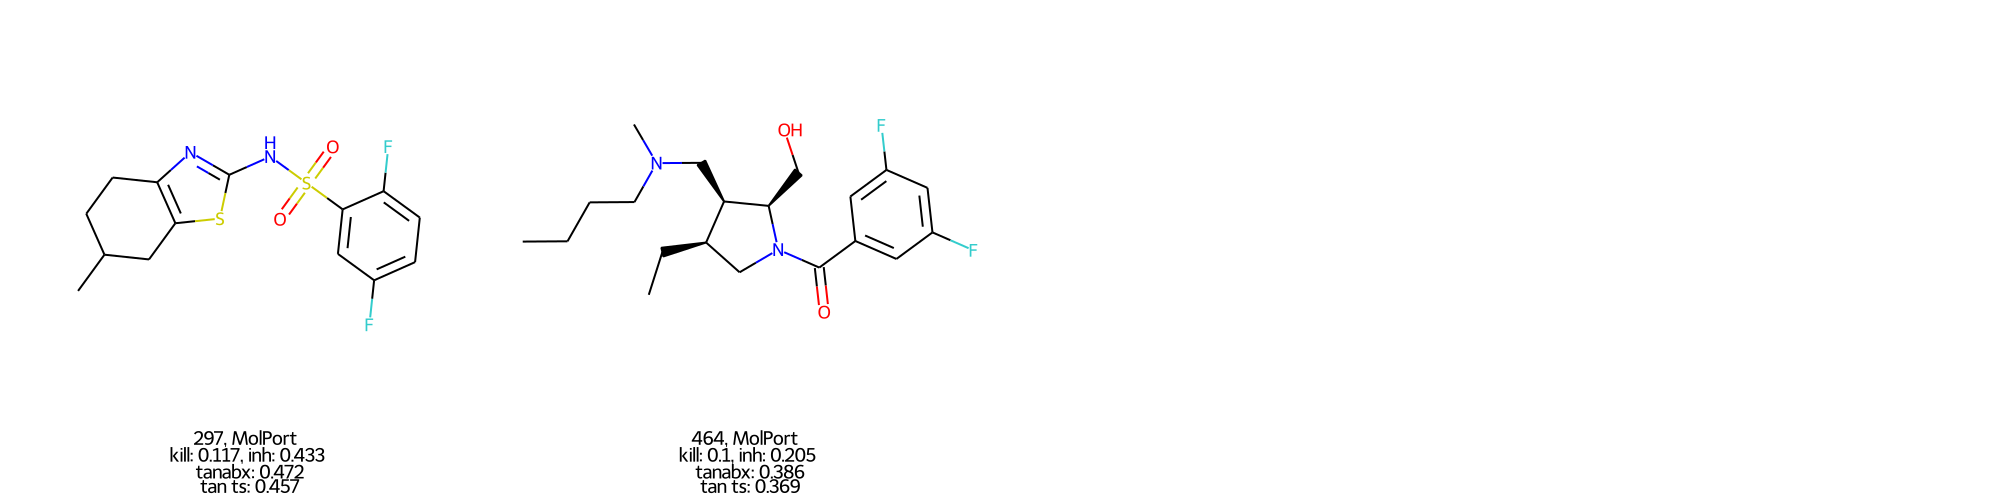 H
N
N
O
F
S
S
O
F
OH
N
F
F
N
O
297, MolPort
kill: 0.117, inh: 0.433
tanabx: 0.472
tan ts: 0.457
464, MolPort
kill: 0.1, inh: 0.205
tanabx: 0.386
tan ts: 0.369